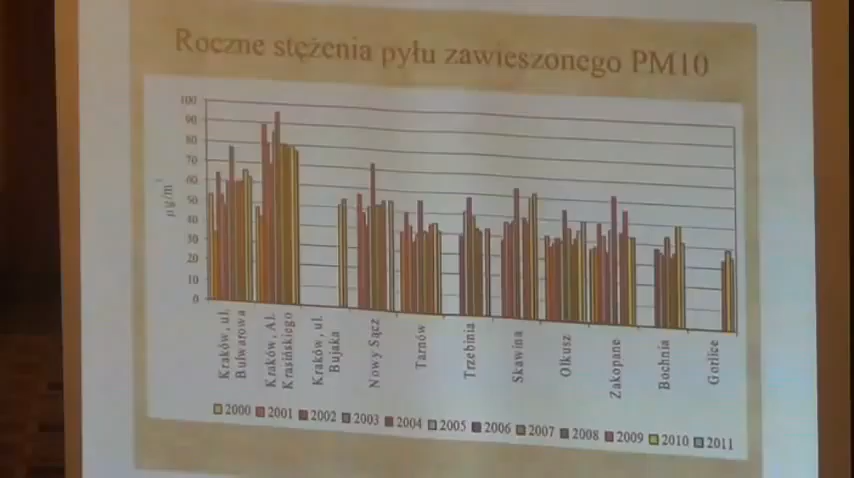 Roczne stężenia pyłu zawieszonego PM10
100
90
80
70
60
50
40
30
20
10
0
µg/m³
Kraków, ul. Bulwarowa
Kraków, Al. Krasińskiego
Kraków, ul. Bujaka
Nowy Sącz
Tarnów
Trzebinia
Skawina
Olkusz
Zakopane
Bochnia
Gorlice
2000 2001 2002 2003 2004 2005 2006 2007 2008 2009 2010 2011